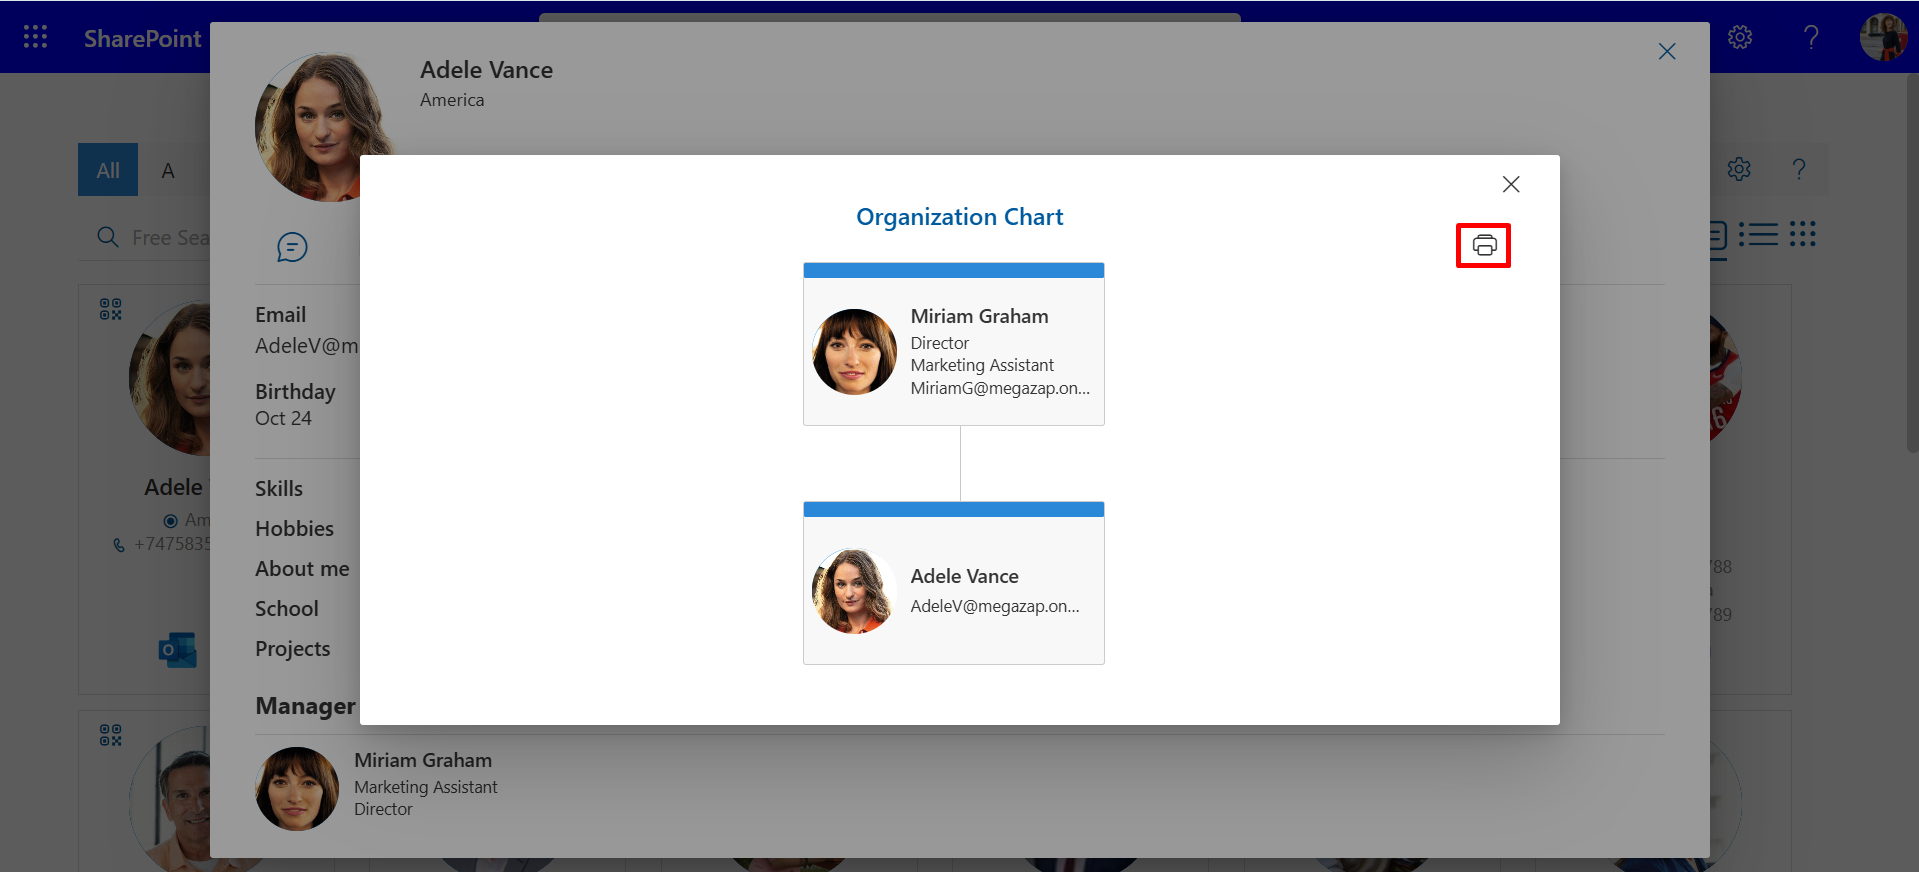 SharePoint
Adele Vance
America
All
A
Organization Chart
Free Sea
Miriam Graham
Director
Marketing Assistant
MiriamG@megazap.on...
Email
AdeleV@m
Birthday
Oct 24
Adele
Am
+7475835
Skills
Hobbies
About me
School
Projects
Adele Vance
AdeleV@megazap.on...
788
789
Manager
Miriam Graham
Marketing Assistant
Director